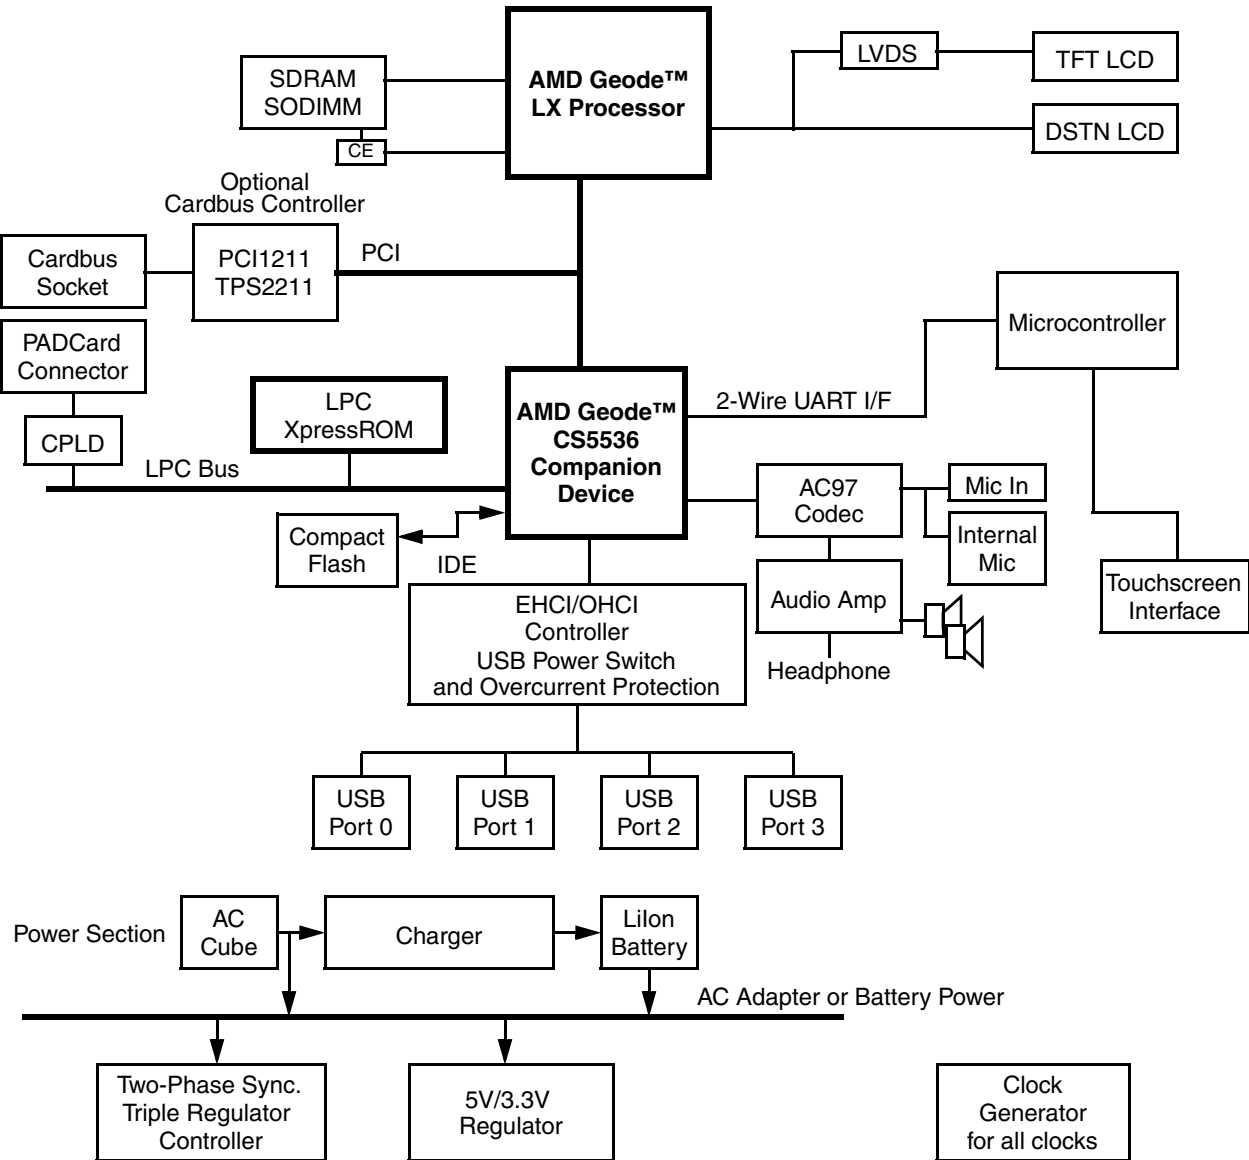 AMD Geode™
LX Processor
SDRAM
SODIMM
CE
LVDS
TFT LCD
DSTN LCD
Optional
Cardbus Controller
Cardbus
Socket
PCI1211
TPS2211
PCI
PADCard
Connector
CPLD
LPC
XpressROM
LPC Bus
AMD Geode™
CS5536
Companion
Device
2-Wire UART I/F
Microcontroller
Compact
Flash
IDE
AC97
Codec
Mic In
Internal
Mic
Audio Amp
Headphone
Touchscreen
Interface
EHCI/OHCI
Controller
USB Power Switch
and Overcurrent Protection
USB
Port 0
USB
Port 1
USB
Port 2
USB
Port 3
Power Section
AC
Cube
Charger
LiIon
Battery
AC Adapter or Battery Power
Two-Phase Sync.
Triple Regulator
Controller
5V/3.3V
Regulator
Clock
Generator
for all clocks